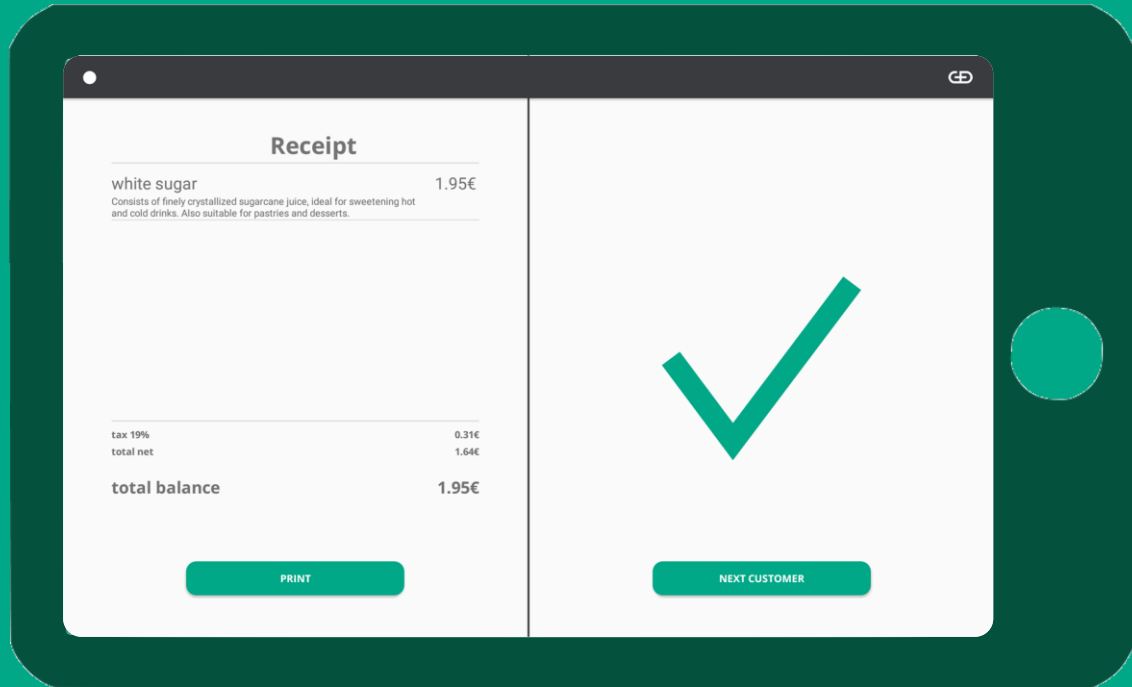 Receipt
white sugar 1.95€
Consists of finely crystallized sugarcane juice, ideal for sweetening hot
and cold drinks. Also suitable for pastries and desserts.
tax 19% 0.31€
total net 1.64€
total balance 1.95€
PRINT
NEXT CUSTOMER